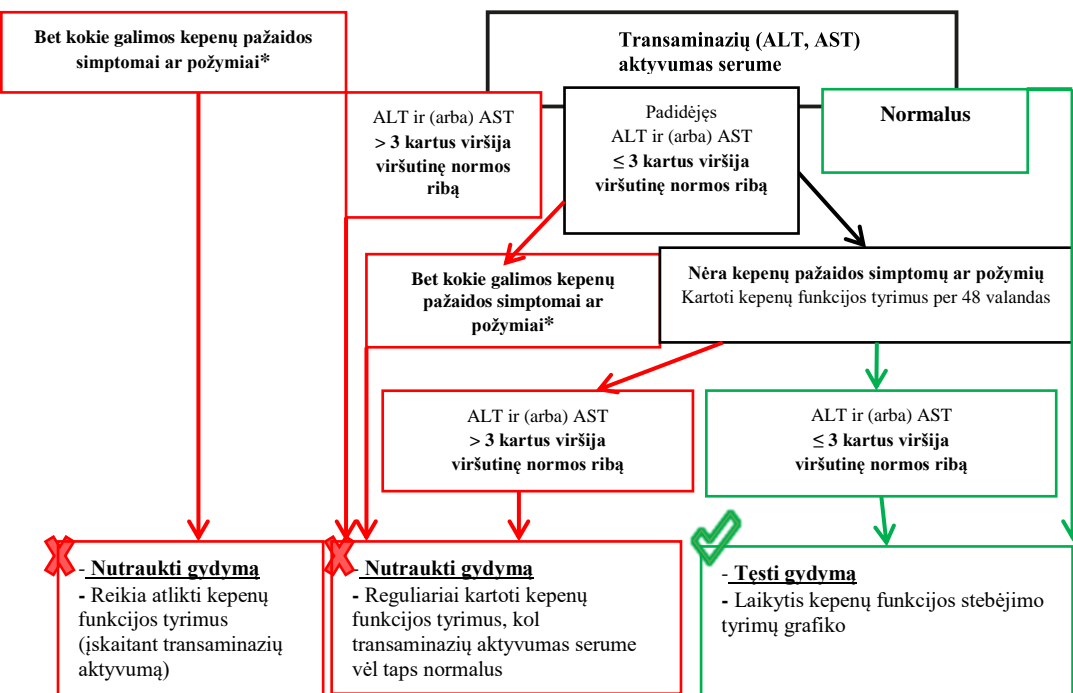 Bet kokie galimos kepenų pažaidos
simptomai ar požymiai*
Transaminazių (ALT, AST)
aktyvumas serume
ALT ir (arba) AST
> 3 kartus viršija
viršutinę normos
ribą
Padidėjęs
ALT ir (arba) AST
≤ 3 kartus viršija
viršutinę normos ribą
Normalus
Bet kokie galimos kepenų
pažaidos simptomai ar
požymiai*
Nėra kepenų pažaidos simptomų ar požymių
Kartoti kepenų funkcijos tyrimus per 48 valandas
ALT ir (arba) AST
> 3 kartus viršija
viršutinę normos ribą
ALT ir (arba) AST
≤ 3 kartus viršija
viršutinę normos ribą
- Nutraukti gydymą
- Reikia atlikti kepenų
funkcijos tyrimus
(įskaitant transaminazių
aktyvumą)
- Nutraukti gydymą
- Reguliariai kartoti kepenų
funkcijos tyrimus, kol
transaminazių aktyvumas serume
vėl taps normalus
- Tęsti gydymą
- Laikytis kepenų funkcijos stebėjimo
tyrimų grafiko